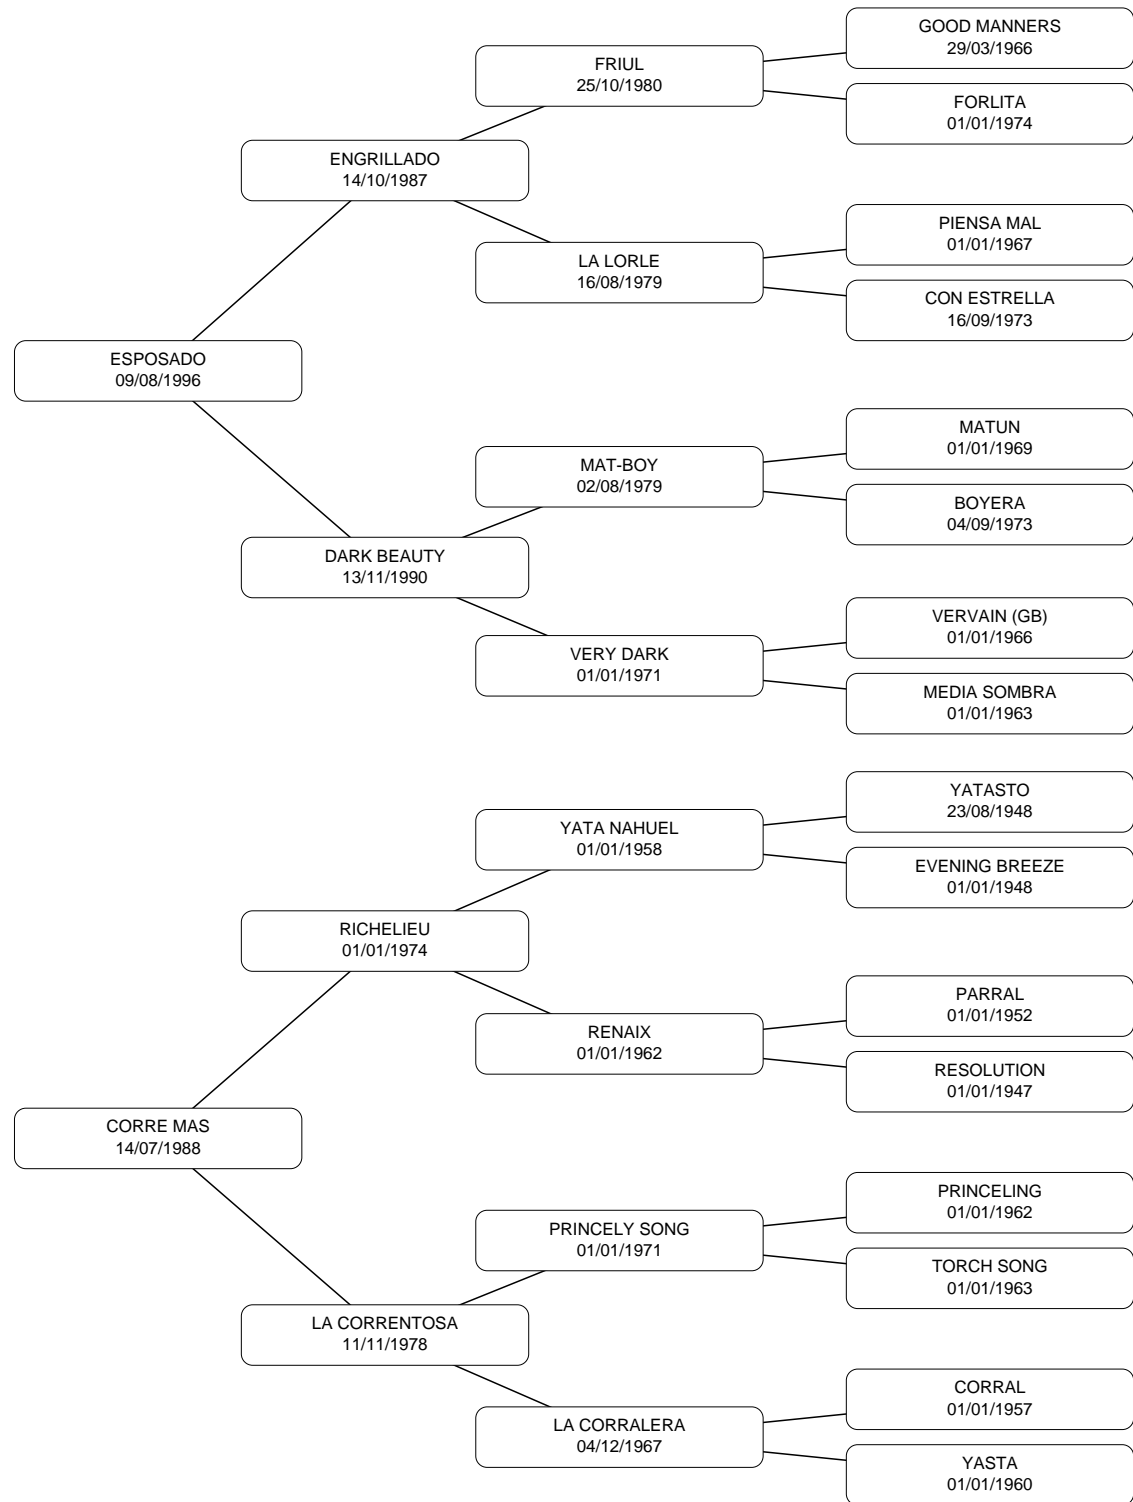 GOOD MANNERS
29/03/1966
FRIUL
25/10/1980
FORLITA
01/01/1974
ENGRILLADO
14/10/1987
PIENSA MAL
01/01/1967
LA LORLE
16/08/1979
CON ESTRELLA
16/09/1973
ESPOSADO
09/08/1996
MATUN
01/01/1969
MAT-BOY
02/08/1979
BOYERA
04/09/1973
DARK BEAUTY
13/11/1990
VERVAIN (GB)
01/01/1966
VERY DARK
01/01/1971
MEDIA SOMBRA
01/01/1963
YATASTO
23/08/1948
YATA NAHUEL
01/01/1958
EVENING BREEZE
01/01/1948
RICHELIEU
01/01/1974
PARRAL
01/01/1952
RENAIX
01/01/1962
RESOLUTION
01/01/1947
CORRE MAS
14/07/1988
PRINCELING
01/01/1962
PRINCELY SONG
01/01/1971
TORCH SONG
01/01/1963
LA CORRENTOSA
11/11/1978
CORRAL
01/01/1957
LA CORRALERA
04/12/1967
YASTA
01/01/1960